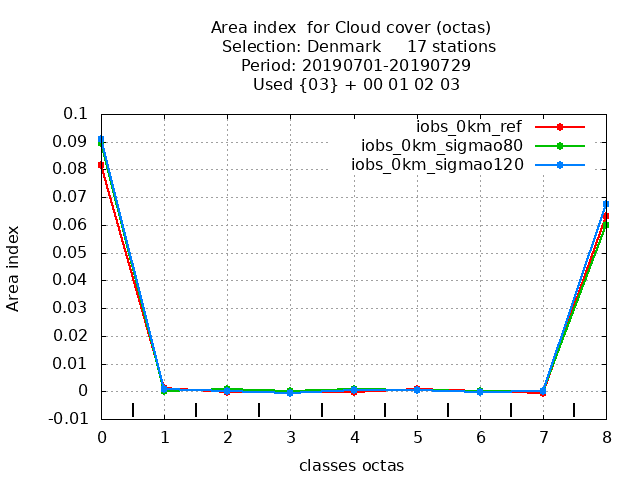 Area index  for Cloud cover (octas)
Selection: Denmark     17 stations
Period: 20190701-20190729
Used {03} + 00 01 02 03
iobs_0km_ref
iobs_0km_sigmao80
iobs_0km_sigmao120
0.1
0.09
0.08
0.07
0.06
0.05
0.04
0.03
0.02
0.01
0
-0.01
Area index
0 1 2 3 4 5 6 7 8
classes octas